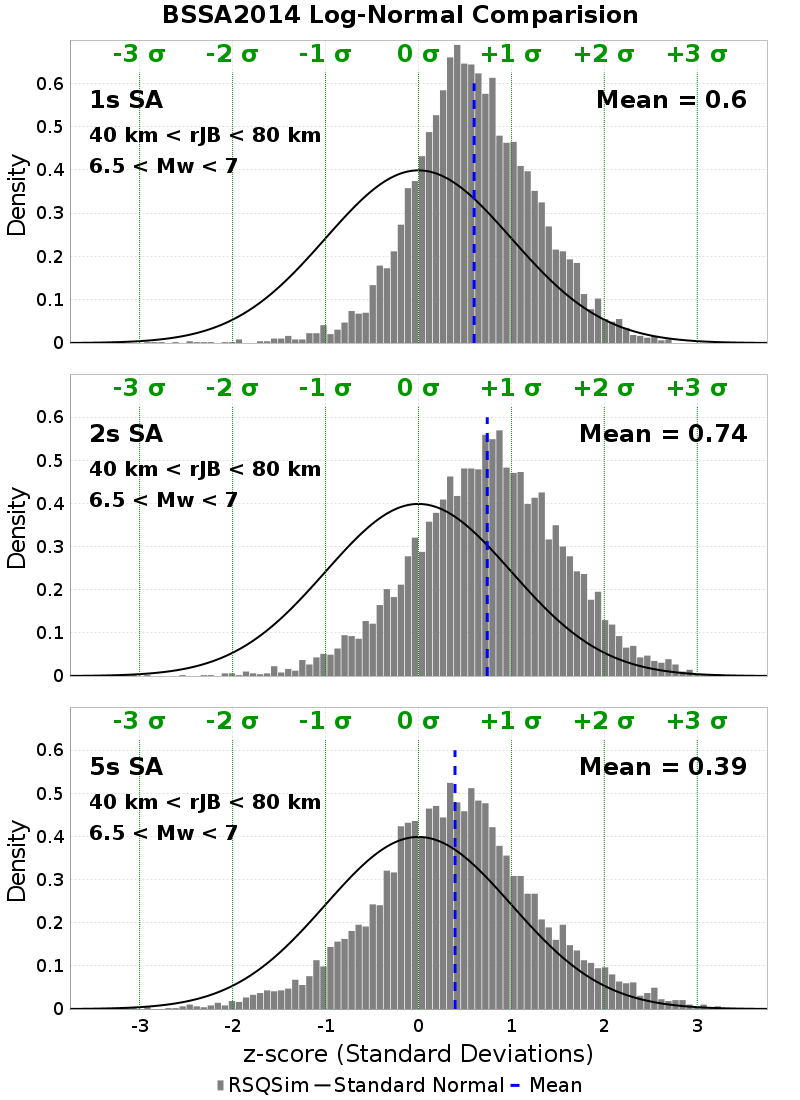 BSSA2014 Log-Normal Comparision
-3 σ -2 σ -1 σ 0 σ +1 σ +2 σ +3 σ
1s SA Mean = 0.6
40 km < rJB < 80 km
6.5 < Mw < 7
Density
0.6
0.5
0.4
0.3
0.2
0.1
0
-3 σ -2 σ -1 σ 0 σ +1 σ +2 σ +3 σ
2s SA Mean = 0.74
40 km < rJB < 80 km
6.5 < Mw < 7
Density
0.6
0.5
0.4
0.3
0.2
0.1
0
-3 σ -2 σ -1 σ 0 σ +1 σ +2 σ +3 σ
5s SA Mean = 0.39
40 km < rJB < 80 km
6.5 < Mw < 7
Density
0.6
0.5
0.4
0.3
0.2
0.1
0
-3 -2 -1 0 1 2 3
z-score (Standard Deviations)
RSQSim Standard Normal Mean